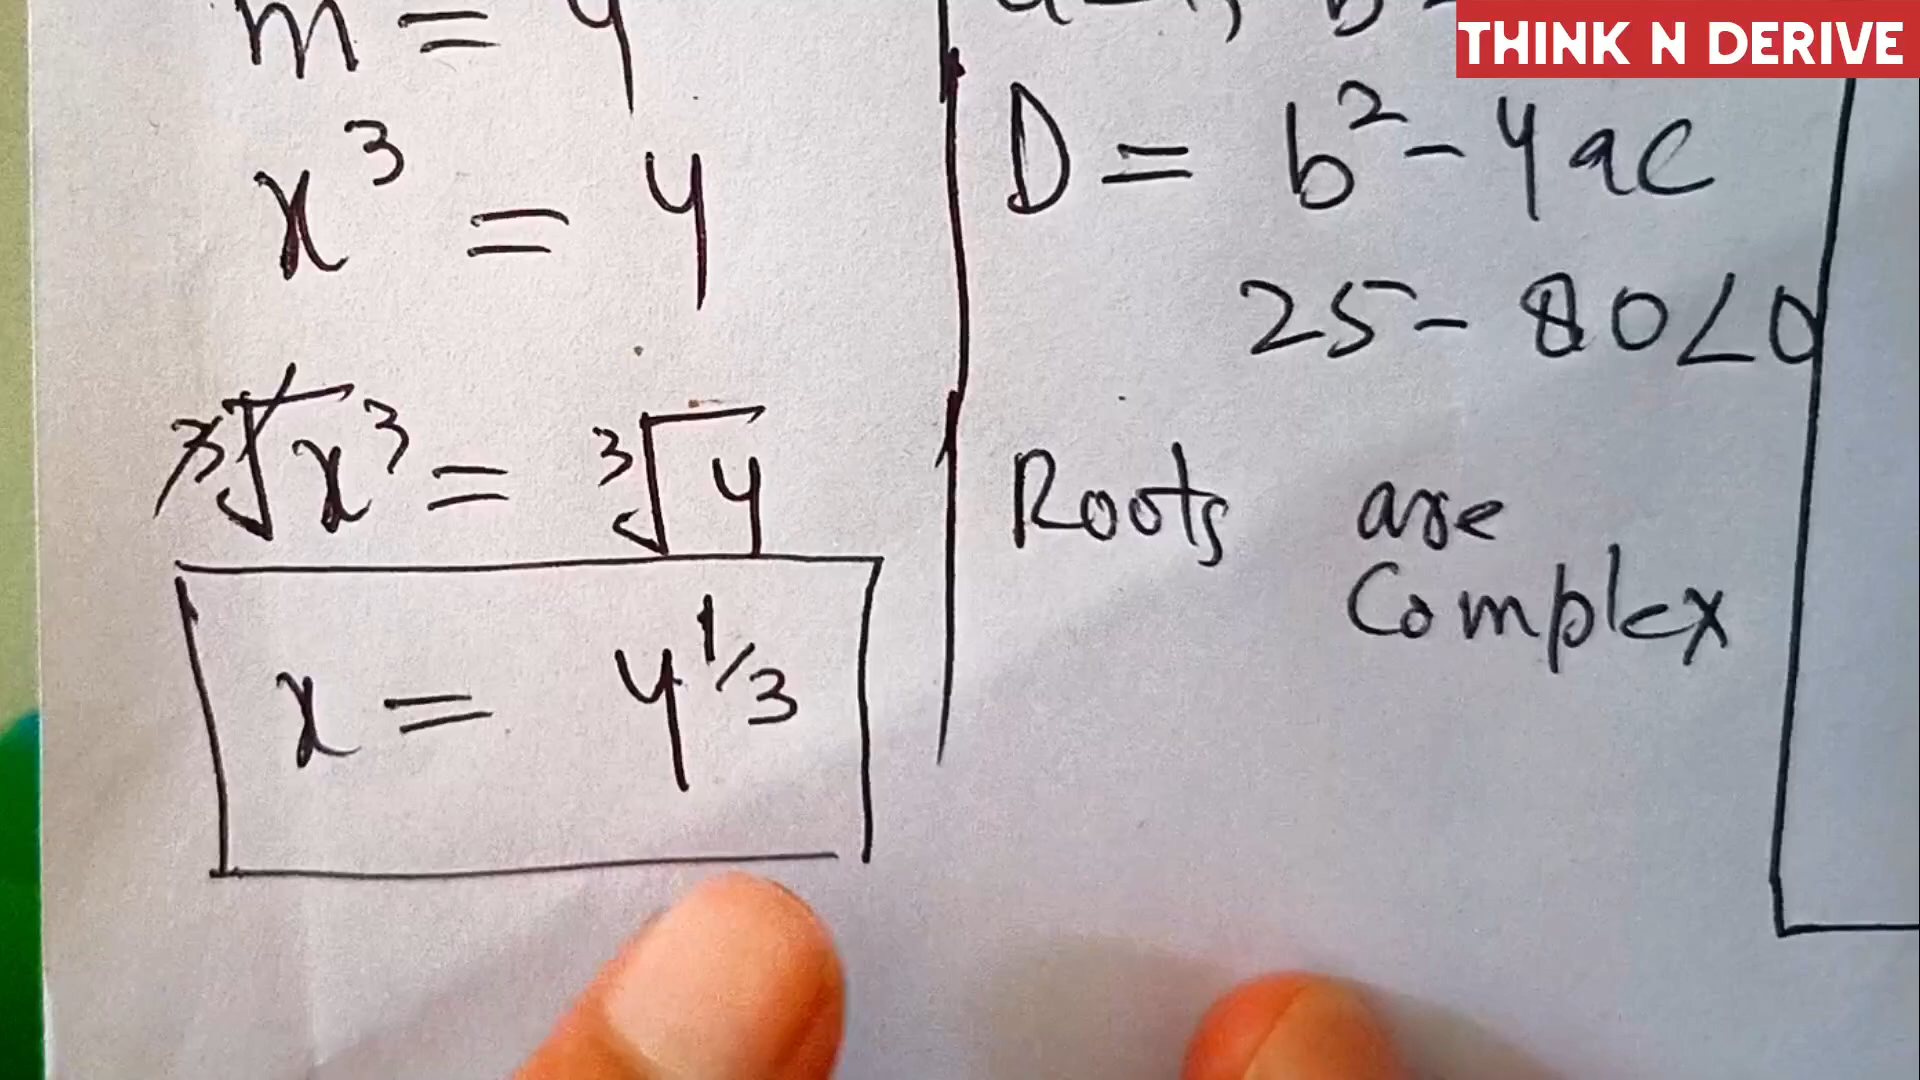 THINK N DERIVE
m = 4
x³ = 4
∛x³ = ∛4
x = 4^1/3
D = b² - 4ac
25 - 80 < 0
Roots are
Complex